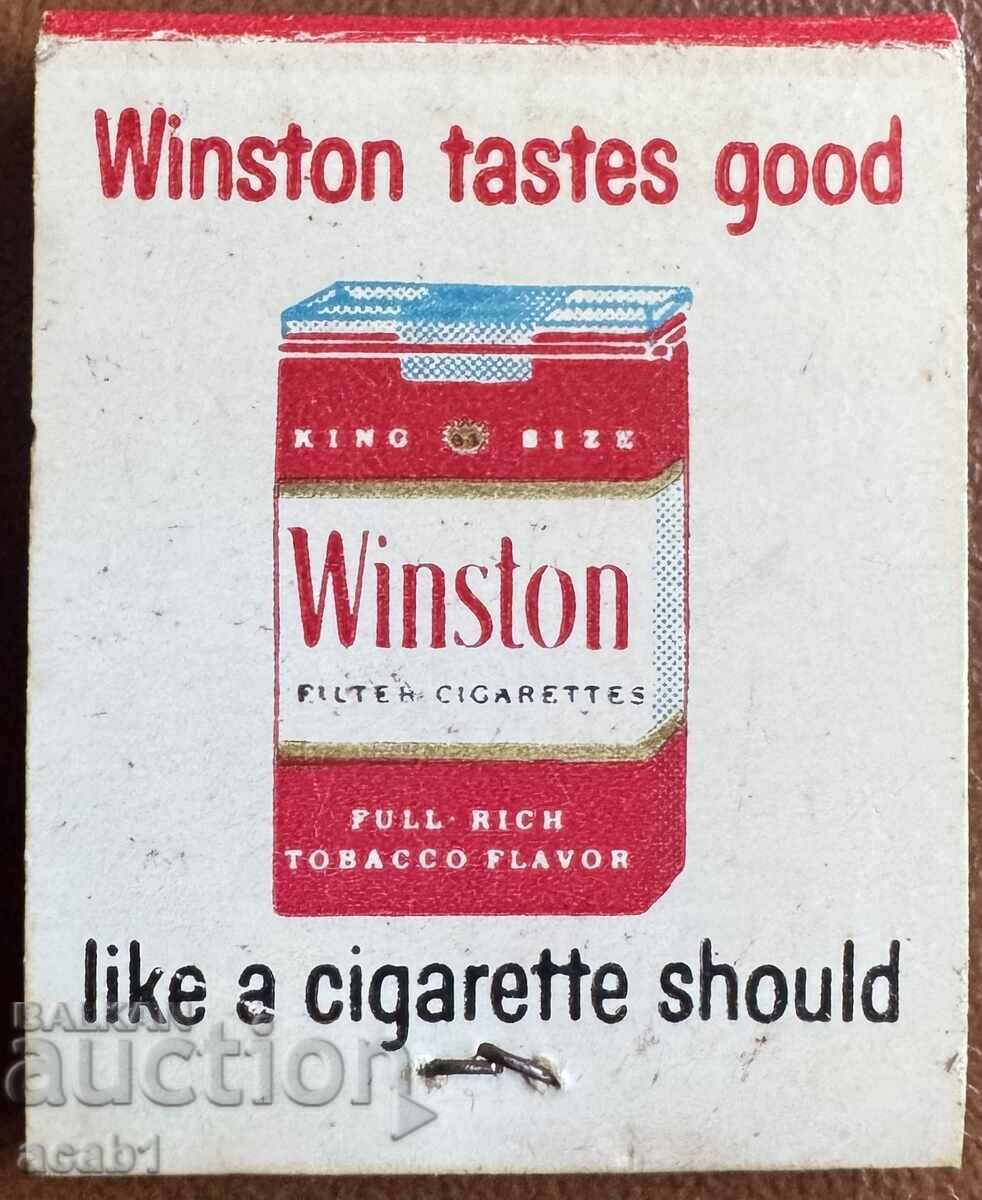 Winston tastes good
KING SIZE
Winston
FILTER CIGARETTES
FULL · RICH
TOBACCO FLAVOR
like a cigarette should
BALKAN
auction
acab1